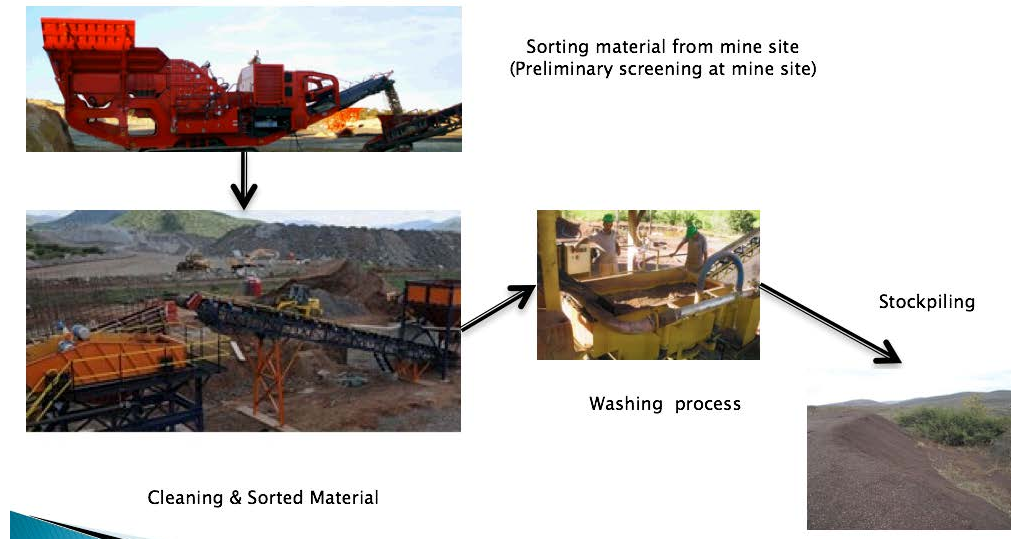 Sorting material from mine site
(Preliminary screening at mine site)
Stockpiling
Washing process
Cleaning & Sorted Material